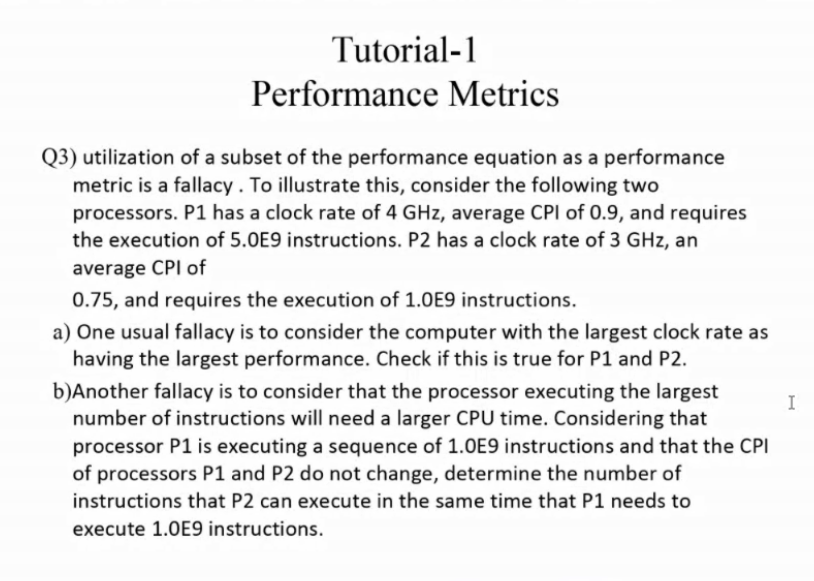 Tutorial-1
Performance Metrics
Q3) utilization of a subset of the performance equation as a performance
metric is a fallacy . To illustrate this, consider the following two
processors. P1 has a clock rate of 4 GHz, average CPI of 0.9, and requires
the execution of 5.0E9 instructions. P2 has a clock rate of 3 GHz, an
average CPI of
0.75, and requires the execution of 1.0E9 instructions.
a) One usual fallacy is to consider the computer with the largest clock rate as
having the largest performance. Check if this is true for P1 and P2.
b)Another fallacy is to consider that the processor executing the largest
number of instructions will need a larger CPU time. Considering that
processor P1 is executing a sequence of 1.0E9 instructions and that the CPI
of processors P1 and P2 do not change, determine the number of
instructions that P2 can execute in the same time that P1 needs to
execute 1.0E9 instructions.